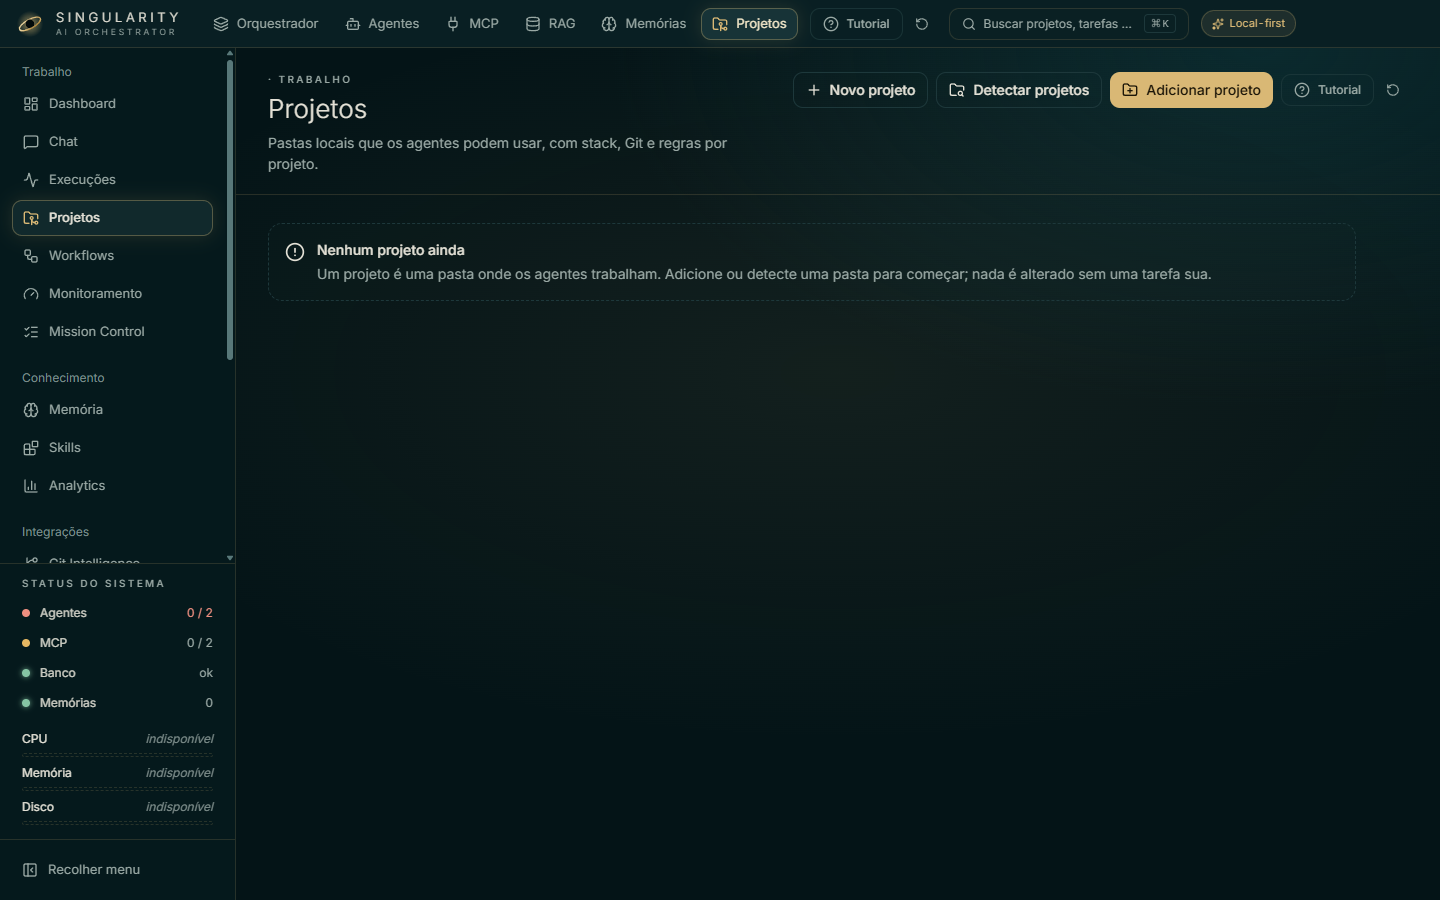 SINGULARITY
AI ORCHESTRATOR
Orquestrador
Agentes
MCP
RAG
Memórias
Projetos
Tutorial
Buscar projetos, tarefas ...
⌘K
Local-first
Trabalho
Dashboard
Chat
Execuções
Projetos
Workflows
Monitoramento
Mission Control
Conhecimento
Memória
Skills
Analytics
Integrações
Git Intelligence
STATUS DO SISTEMA
Agentes 0 / 2
MCP 0 / 2
Banco ok
Memórias 0
CPU indisponível
Memória indisponível
Disco indisponível
Recolher menu
· TRABALHO
Projetos
Pastas locais que os agentes podem usar, com stack, Git e regras por
projeto.
Novo projeto
Detectar projetos
Adicionar projeto
Tutorial
Nenhum projeto ainda
Um projeto é uma pasta onde os agentes trabalham. Adicione ou detecte uma pasta para começar; nada é alterado sem uma tarefa sua.